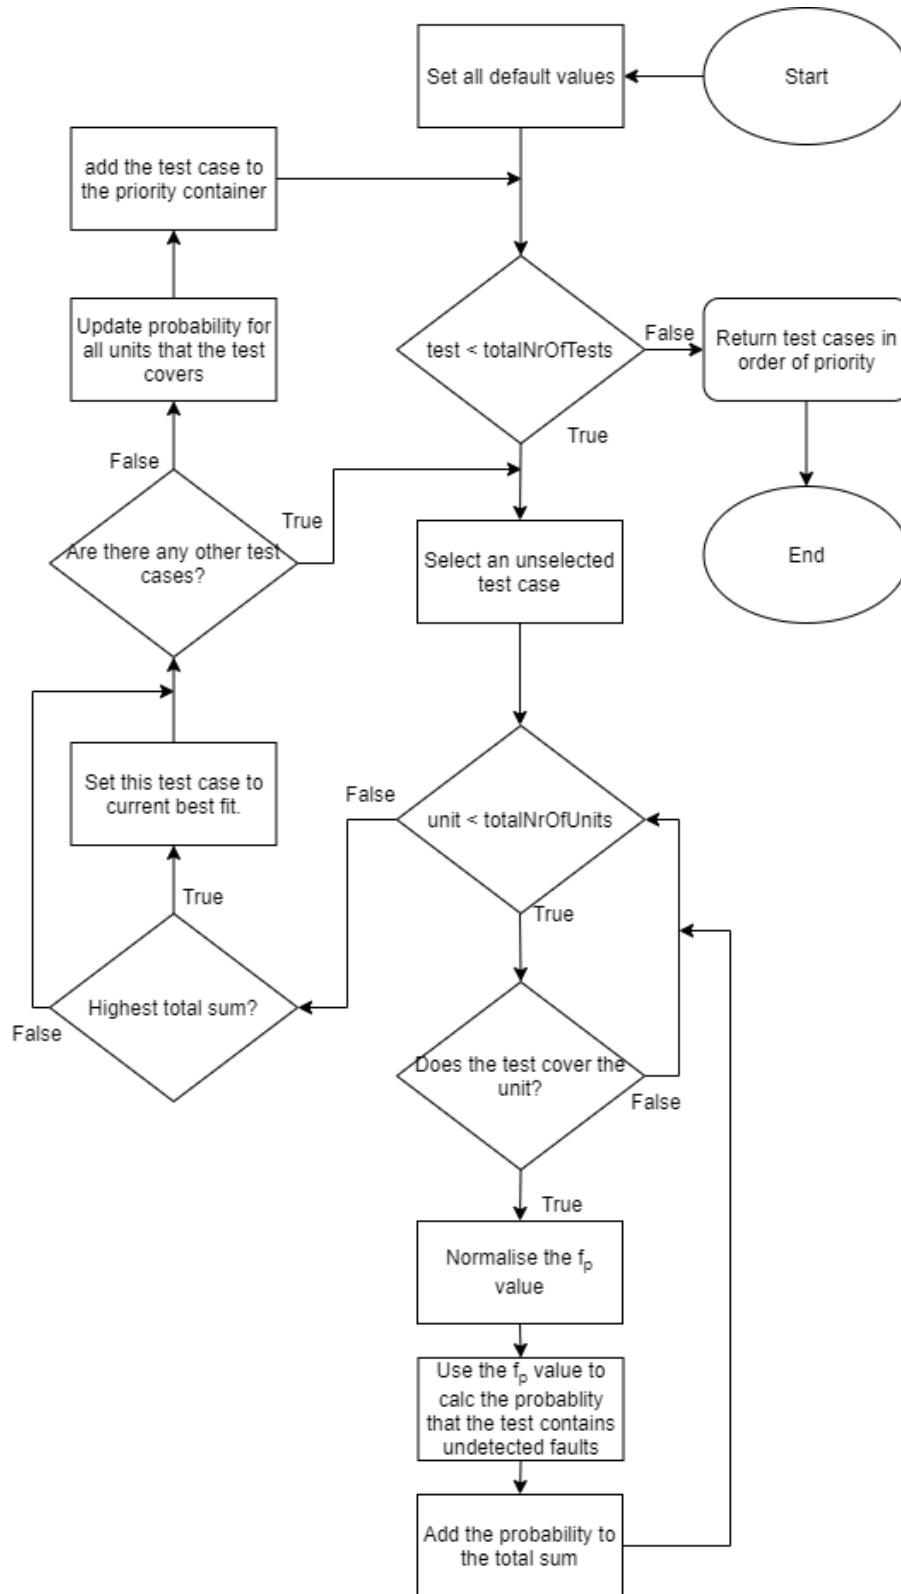 Set all default values
Start
add the test case to
the priority container
Update probability for
all units that the test
covers
test < totalNrOfTests
False
Return test cases in
order of priority
True
False
Are there any other test
cases?
True
Select an unselected
test case
End
Set this test case to
current best fit.
False
unit < totalNrOfUnits
True
True
Highest total sum?
False
Does the test cover the
unit?
False
True
Normalise the fp
value
Use the fp value to
calc the probablity
that the test contains
undetected faults
Add the probability to
the total sum